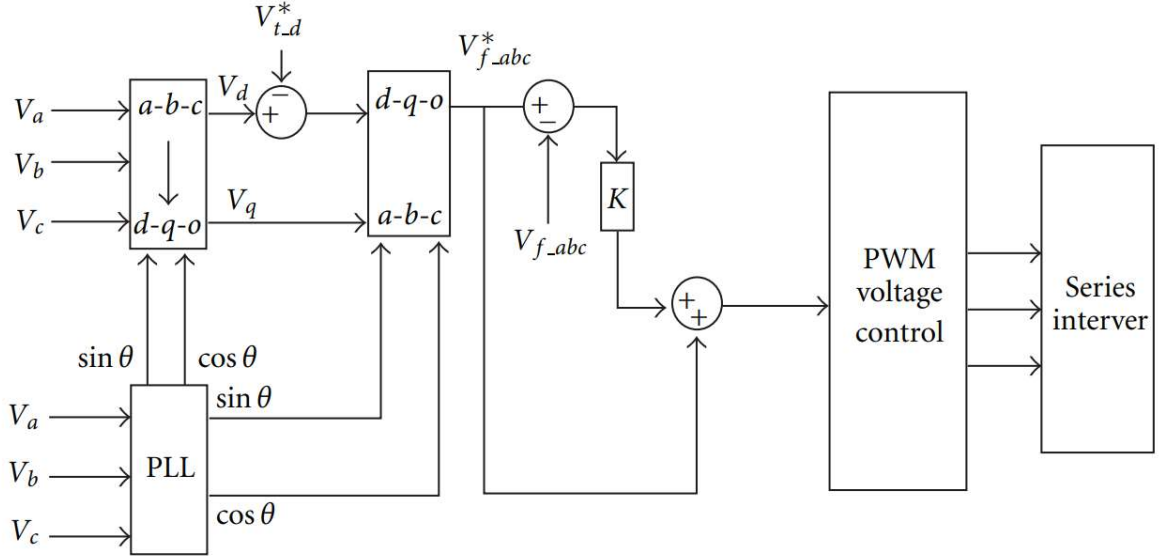 V*t_d
V*f_abc
Va
a-b-c
Vd
−
+
d-q-o
+
−
Vb
K
Vc
d-q-o
Vq
a-b-c
Vf_abc
PWM
voltage
control
Series
interver
+
+
sin θ
cos θ
sin θ
Va
Vb
PLL
cos θ
Vc